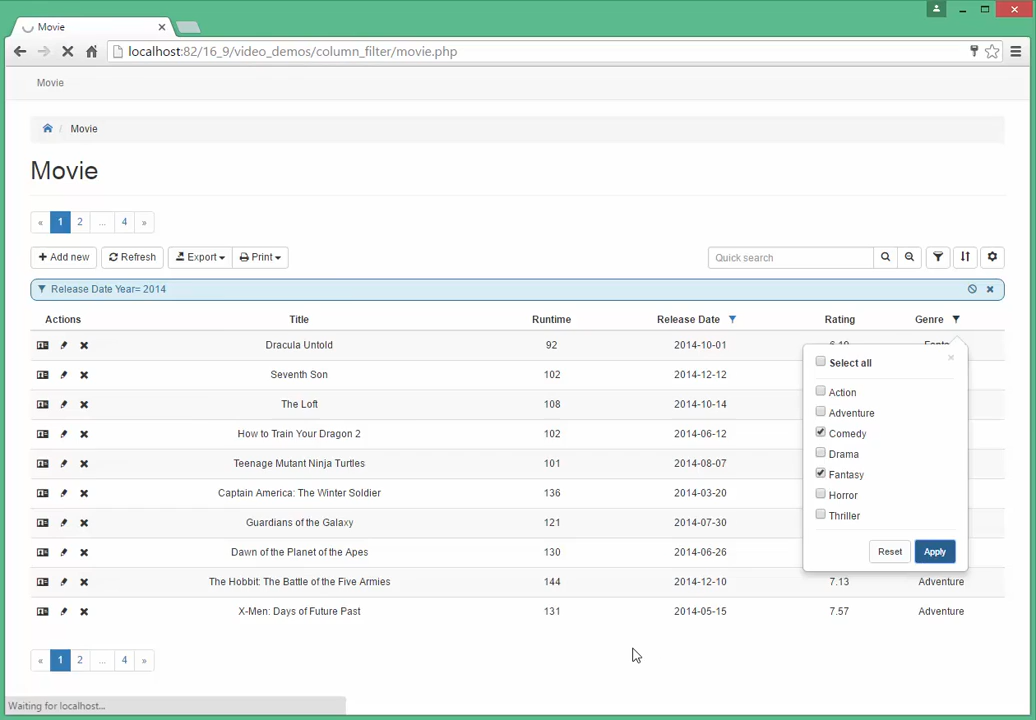 Movie
localhost:82/16_9/video_demos/column_filter/movie.php
Movie
/ Movie
Movie
« 1 2 ... 4 »
Add new Refresh Export Print Quick search
Release Date Year= 2014
Actions Title Runtime Release Date Rating Genre
Dracula Untold 92 2014-10-01
Seventh Son 102 2014-12-12
The Loft 108 2014-10-14
How to Train Your Dragon 2 102 2014-06-12
Teenage Mutant Ninja Turtles 101 2014-08-07
Captain America: The Winter Soldier 136 2014-03-20
Guardians of the Galaxy 121 2014-07-30
Dawn of the Planet of the Apes 130 2014-06-26
The Hobbit: The Battle of the Five Armies 144 2014-12-10 7.13 Adventure
X-Men: Days of Future Past 131 2014-05-15 7.57 Adventure
Select all
Action
Adventure
Comedy
Drama
Fantasy
Horror
Thriller
Reset Apply
« 1 2 ... 4 »
Waiting for localhost...